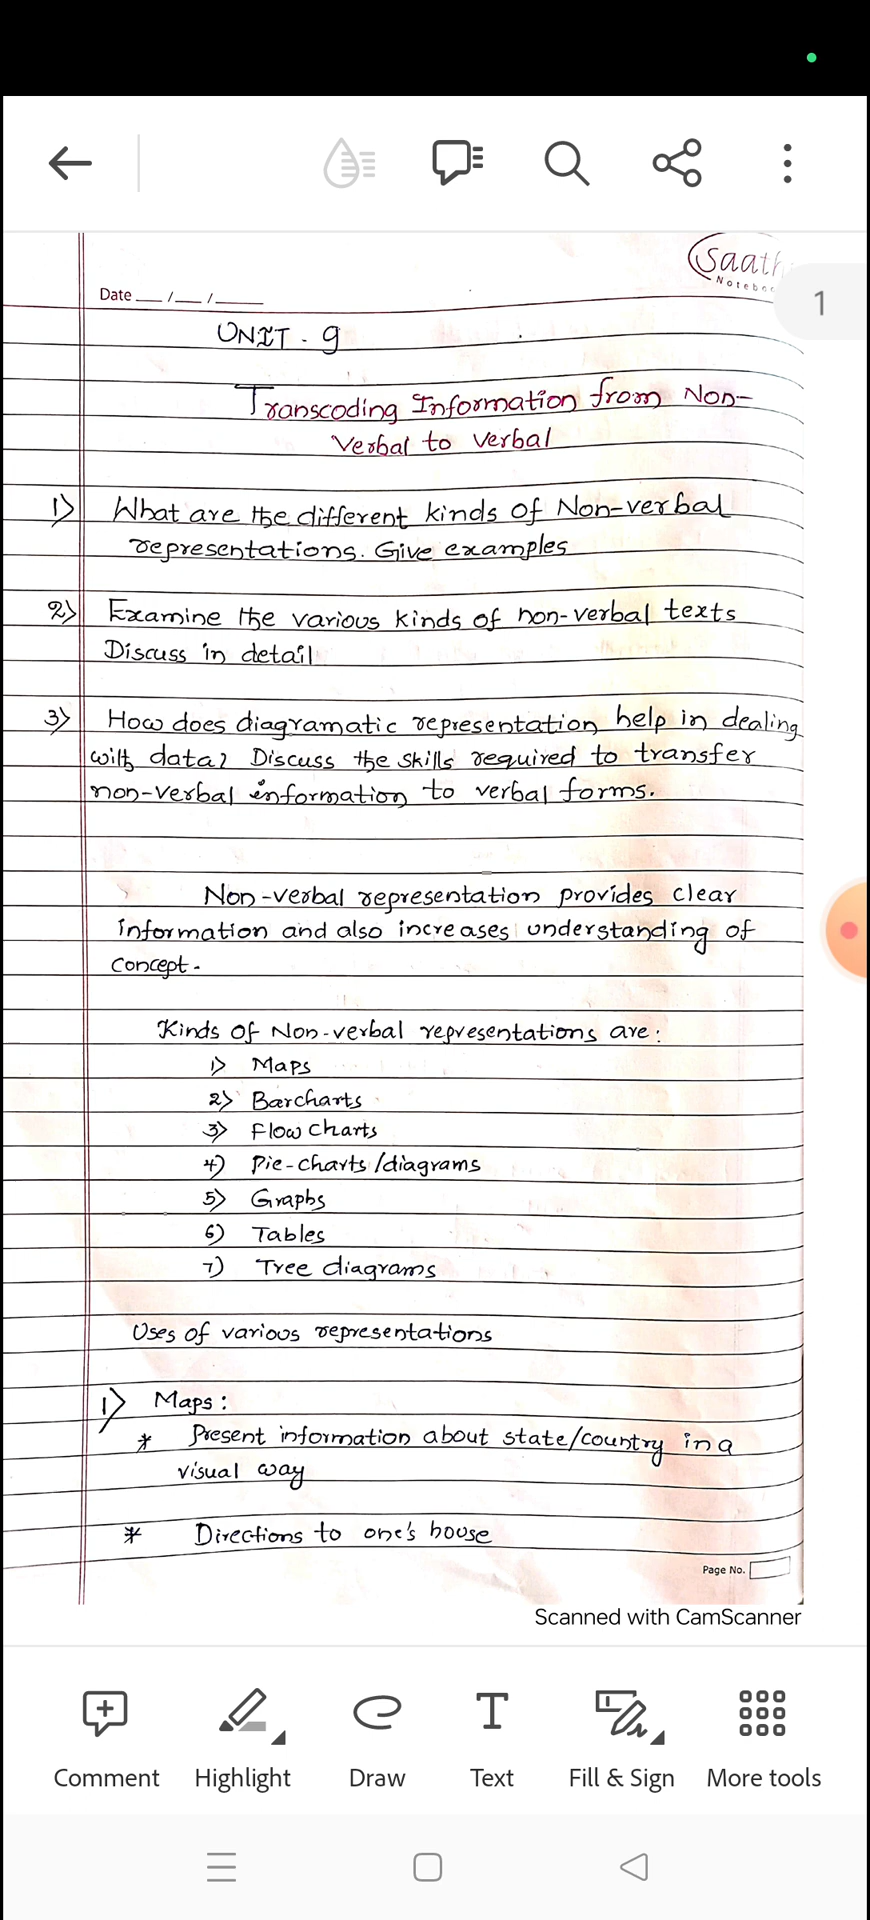 Saath
Notebo
Date __ /__ /____
1
UNIT - 9
Transcoding Information from Non-
Verbal to verbal
1) What are the different kinds of Non-verbal
representations. Give examples
2) Examine the various kinds of non-verbal texts
Discuss in detail
3) How does diagramatic representation help in dealing
with data? Discuss the skills required to transfer
non-verbal information to verbal forms.
Non-verbal representation provides clear
information and also increases understanding of
concept.
Kinds of Non-verbal representations are:
1) Maps
2) Barcharts
3) Flow charts
4) Pie-charts/diagrams
5) Graphs
6) Tables
7) Tree diagrams
Uses of various representations
1) Maps:
* Present information about state/country in a
visual way
* Directions to one's house
Page No.
Scanned with CamScanner
Comment Highlight Draw Text Fill & Sign More tools